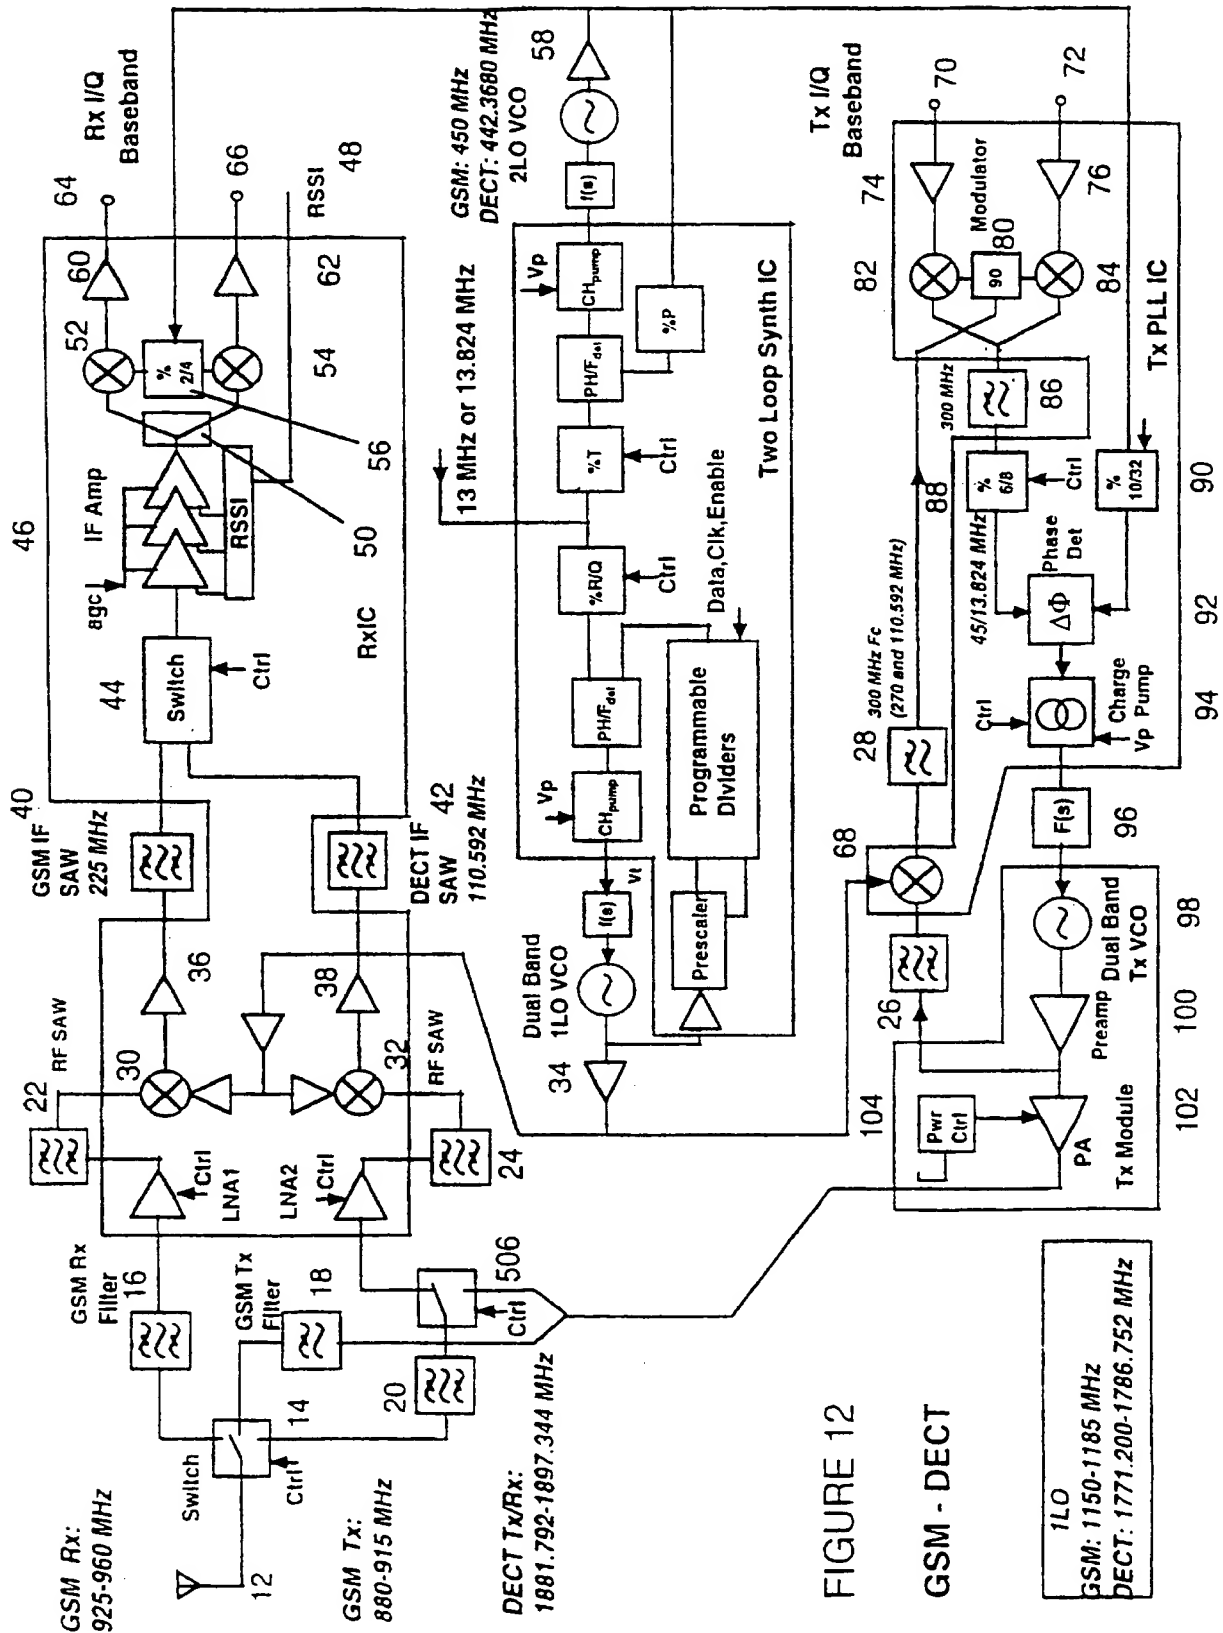 GSM Rx:
925-960 MHz
GSM Tx:
880-915 MHz
DECT Tx/Rx:
1881.792-1897.344 MHz
12
Switch
14
Ctrl
GSM Rx
Filter
16
GSM Tx
Filter
18
20
506
Ctrl
22
RF SAW
Ctrl
LNA1
LNA2
Ctrl
24
RF SAW
30
32
36
38
GSM IF
SAW
225 MHz
40
DECT IF
SAW
110.592 MHz
42
44
Switch
Ctrl
RxIC
46
agc
IF Amp
RSSI
50
56
52
%
2/4
54
60
62
64
66
Rx I/Q
Baseband
RSSI
48
34
Dual Band
1LO VCO
f(s)
Vt
Vp
CHpump
PH/Fdet
%R/Q
Ctrl
13 MHz or 13.824 MHz
%T
Ctrl
PH/Fdet
Vp
CHpump
%P
f(s)
GSM: 450 MHz
DECT: 442.3680 MHz
2LO VCO
58
Prescaler
Programmable
Dividers
Data,Clk,Enable
Two Loop Synth IC
104
Pwr
Ctrl
PA
Tx Module
102
Preamp
100
Dual Band
Tx VCO
98
26
68
28
300 MHz Fc
(270 and 110.592 MHz)
88
F(s)
96
Ctrl
Vp
Charge
Pump
94
ΔΦ
Phase
Det
92
45/13.824 MHz
%
6/8
Ctrl
%
10/32
90
300 MHz
86
Tx PLL IC
82
84
90
80
Modulator
74
76
Tx I/Q
Baseband
70
72
FIGURE 12
GSM - DECT
1LO
GSM: 1150-1185 MHz
DECT: 1771.200-1786.752 MHz